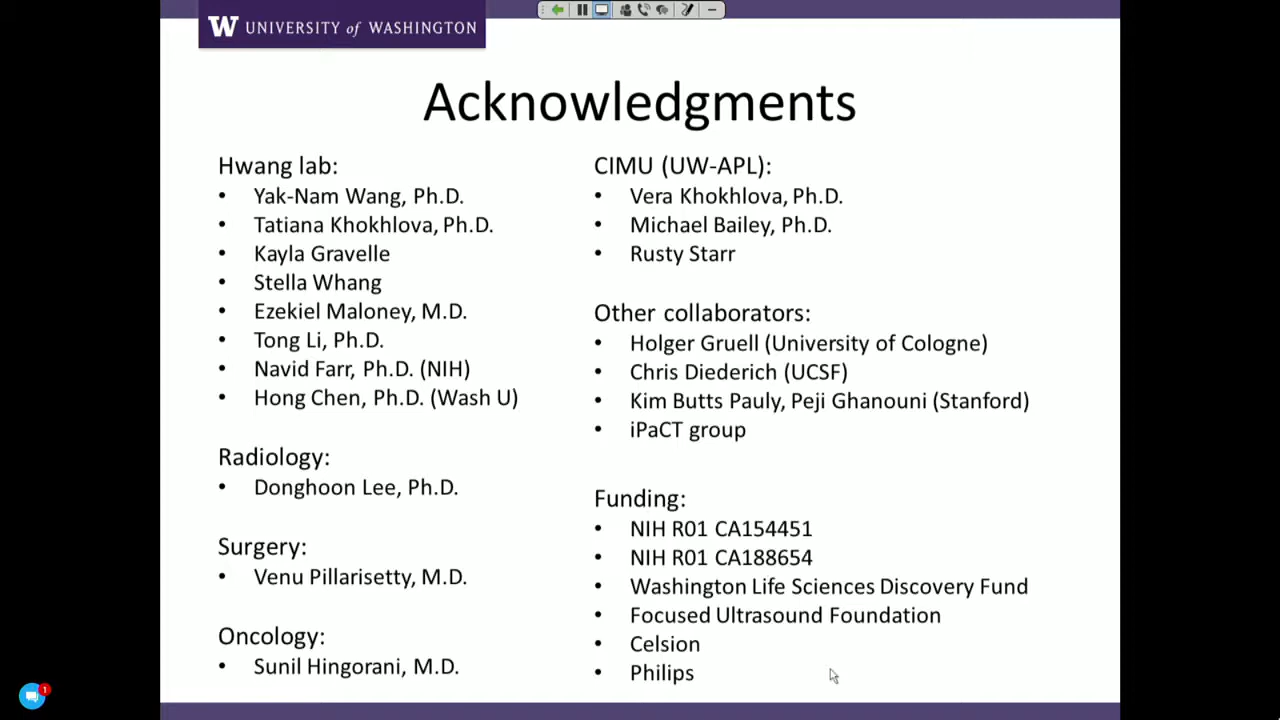 W UNIVERSITY of WASHINGTON
Acknowledgments
Hwang lab:
• Yak-Nam Wang, Ph.D.
• Tatiana Khokhlova, Ph.D.
• Kayla Gravelle
• Stella Whang
• Ezekiel Maloney, M.D.
• Tong Li, Ph.D.
• Navid Farr, Ph.D. (NIH)
• Hong Chen, Ph.D. (Wash U)
Radiology:
• Donghoon Lee, Ph.D.
Surgery:
• Venu Pillarisetty, M.D.
Oncology:
• Sunil Hingorani, M.D.
CIMU (UW-APL):
• Vera Khokhlova, Ph.D.
• Michael Bailey, Ph.D.
• Rusty Starr
Other collaborators:
• Holger Gruell (University of Cologne)
• Chris Diederich (UCSF)
• Kim Butts Pauly, Peji Ghanouni (Stanford)
• iPaCT group
Funding:
• NIH R01 CA154451
• NIH R01 CA188654
• Washington Life Sciences Discovery Fund
• Focused Ultrasound Foundation
• Celsion
• Philips
1